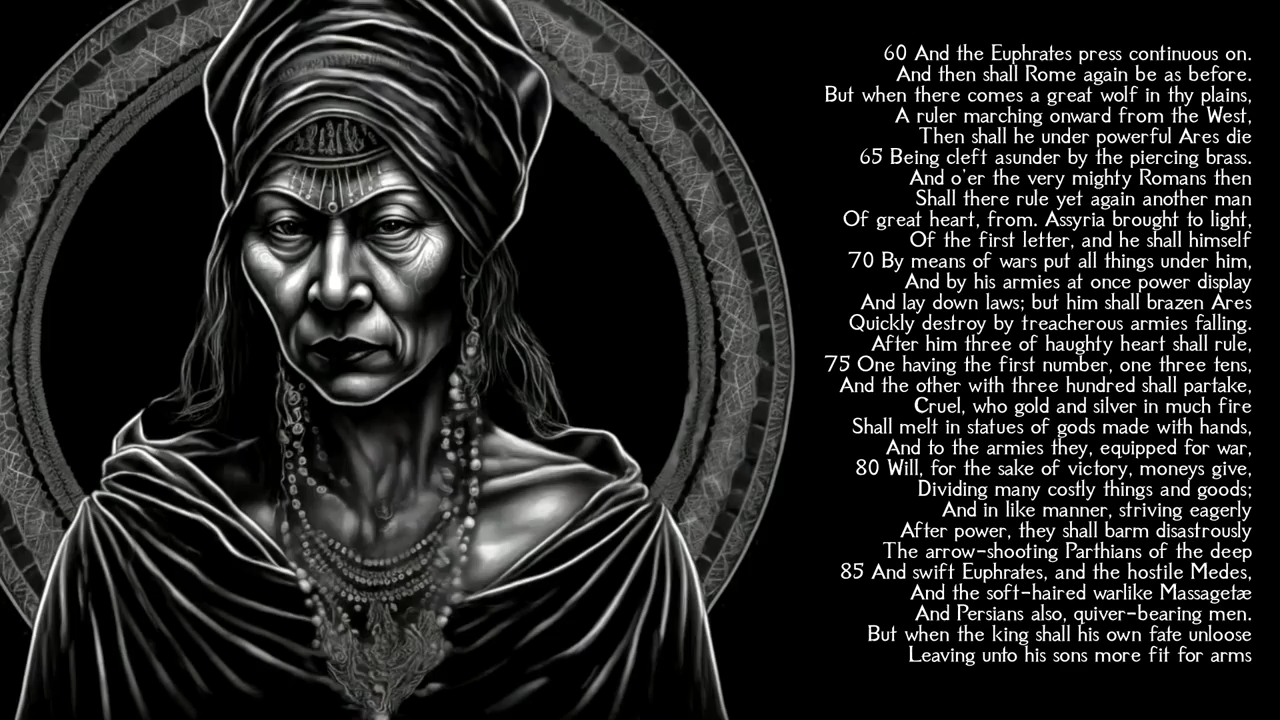 60 And the Euphrates press continuous on.
And then shall Rome again be as before.
But when there comes a great wolf in thy plains,
A ruler marching onward from the West,
Then shall he under powerful Ares die
65 Being cleft asunder by the piercing brass.
And o'er the very mighty Romans then
Shall there rule yet again another man
Of great heart, from. Assyria brought to light,
Of the first letter, and he shall himself
70 By means of wars put all things under him,
And by his armies at once power display
And lay down laws; but him shall brazen Ares
Quickly destroy by treacherous armies falling.
After him three of haughty heart shall rule,
75 One having the first number, one three tens,
And the other with three hundred shall partake,
Cruel, who gold and silver in much fire
Shall melt in statues of gods made with hands,
And to the armies they, equipped for war,
80 Will, for the sake of victory, moneys give,
Dividing many costly things and goods;
And in like manner, striving eagerly
After power, they shall barm disastrously
The arrow-shooting Parthians of the deep
85 And swift Euphrates, and the hostile Medes,
And the soft-haired warlike Massagetæ
And Persians also, quiver-bearing men.
But when the king shall his own fate unloose
Leaving unto his sons more fit for arms